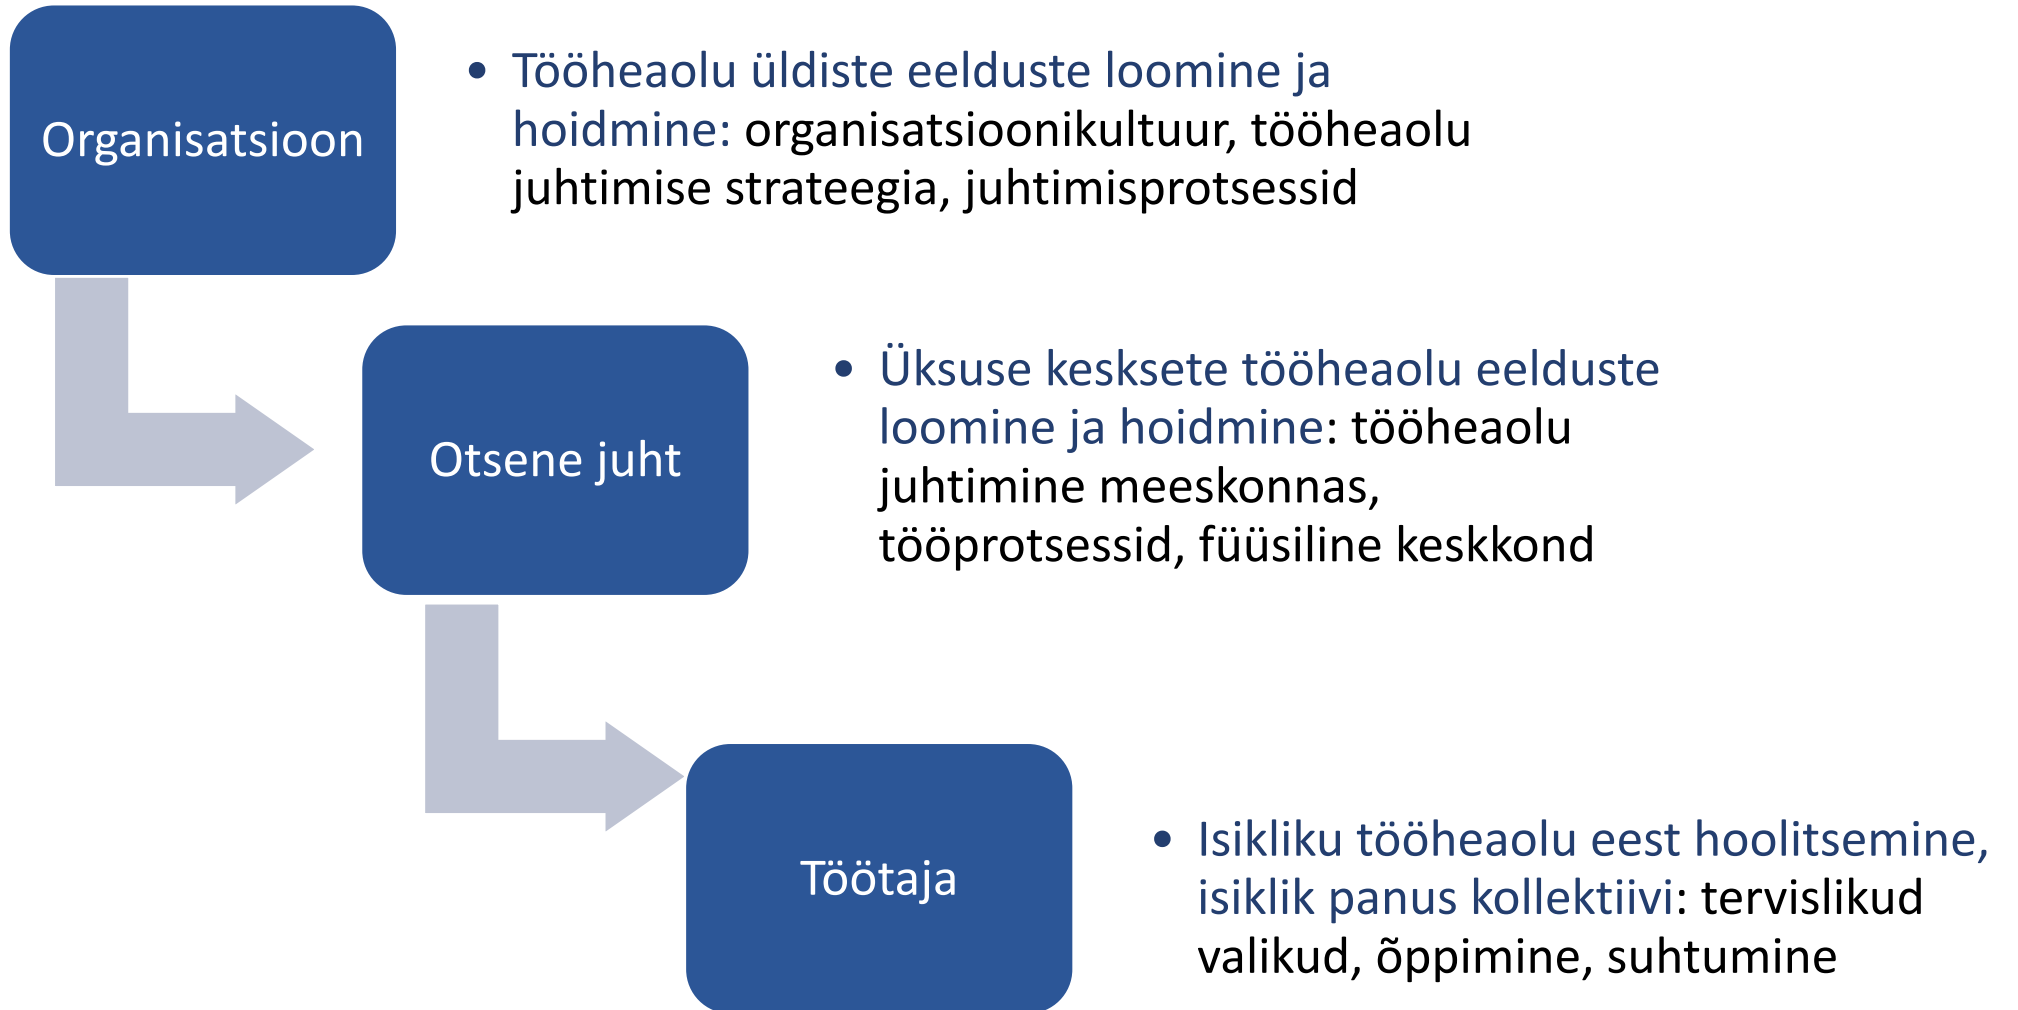 Organisatsioon
• Tööheaolu üldiste eelduste loomine ja
hoidmine: organisatsioonikultuur, tööheaolu
juhtimise strateegia, juhtimisprotsessid
Otsene juht
• Üksuse kesksete tööheaolu eelduste
loomine ja hoidmine: tööheaolu
juhtimine meeskonnas,
tööprotsessid, füüsiline keskkond
Töötaja
• Isikliku tööheaolu eest hoolitsemine,
isiklik panus kollektiivi: tervislikud
valikud, õppimine, suhtumine